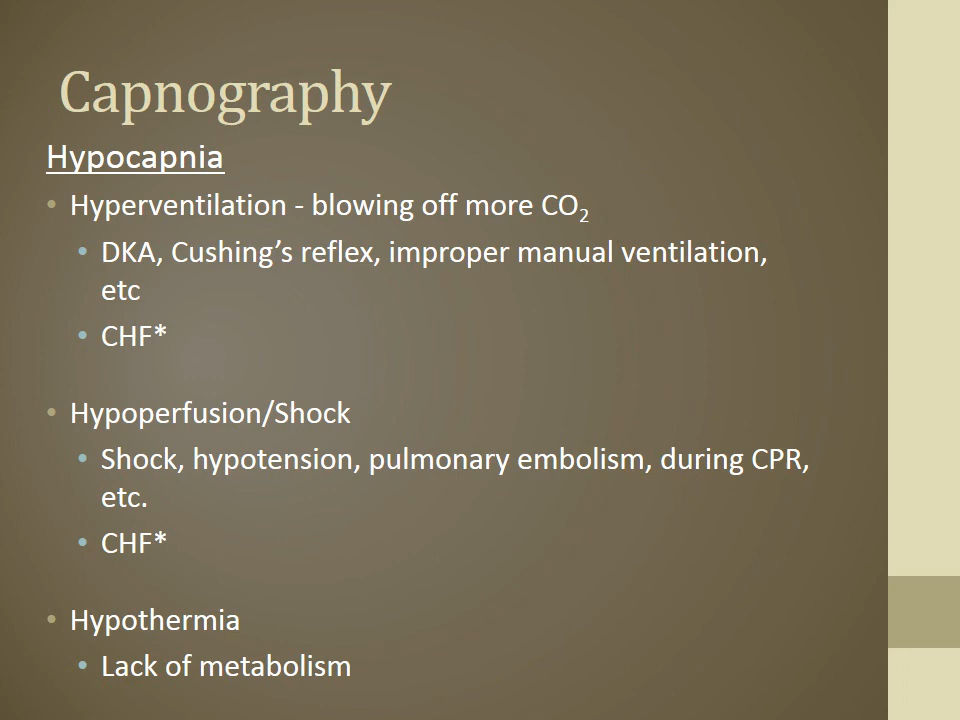 Capnography
Hypocapnia
• Hyperventilation - blowing off more CO₂
• DKA, Cushing’s reflex, improper manual ventilation,
etc
• CHF*
• Hypoperfusion/Shock
• Shock, hypotension, pulmonary embolism, during CPR,
etc.
• CHF*
• Hypothermia
• Lack of metabolism